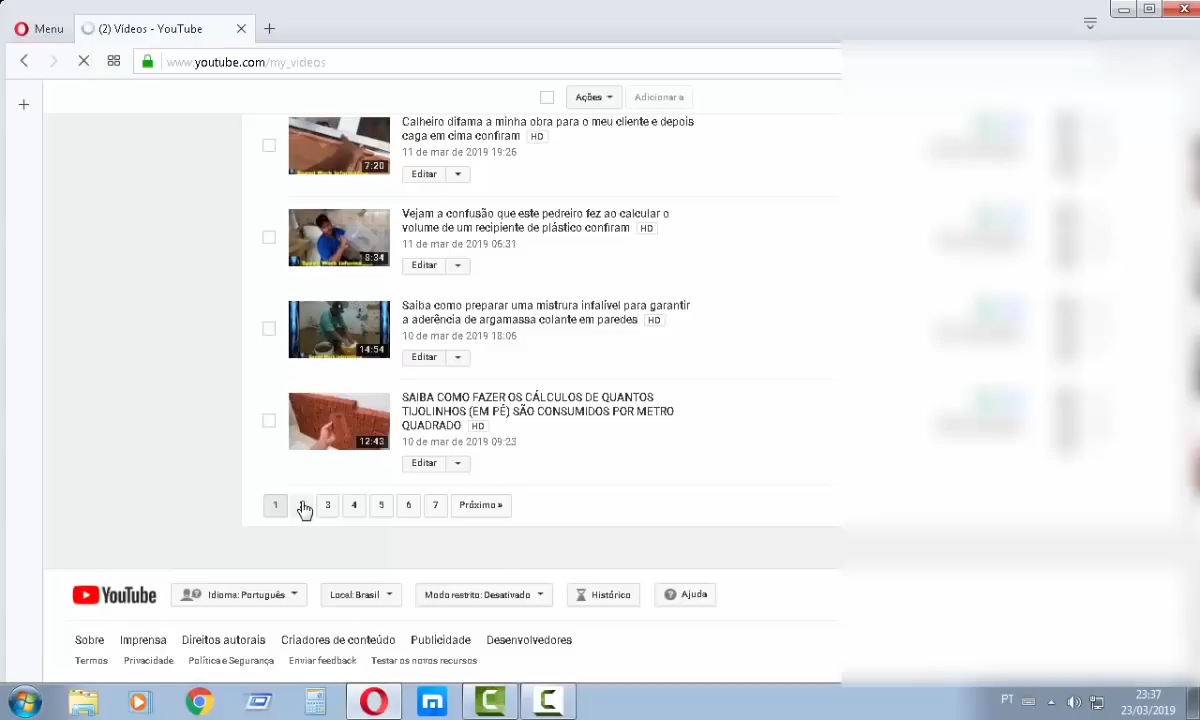 Menu
(2) Vídeos - YouTube
www.youtube.com/my_videos
Ações
Adicionar a
Calheiro difama a minha obra para o meu cliente e depois
caga em cima confiram HD
7:20
11 de mar de 2019 19:26
Editar
Vejam a confusão que este pedreiro fez ao calcular o
volume de um recipiente de plástico confiram HD
8:34
11 de mar de 2019 06:31
Editar
Saiba como preparar uma mistrura infalível para garantir
a aderência de argamassa colante em paredes HD
14:54
10 de mar de 2019 18:06
Editar
SAIBA COMO FAZER OS CÁLCULOS DE QUANTOS
TIJOLINHOS (EM PÉ) SÃO CONSUMIDOS POR METRO
QUADRADO HD
12:43
10 de mar de 2019 09:23
Editar
1 3 4 5 6 7 Próximo »
YouTube
Idioma: Português
Local: Brasil
Modo restrito: Desativado
Histórico
Ajuda
Sobre Imprensa Direitos autorais Criadores de conteúdo Publicidade Desenvolvedores
Termos Privacidade Política e Segurança Enviar feedback Testar os novos recursos
PT
23:37
23/03/2019